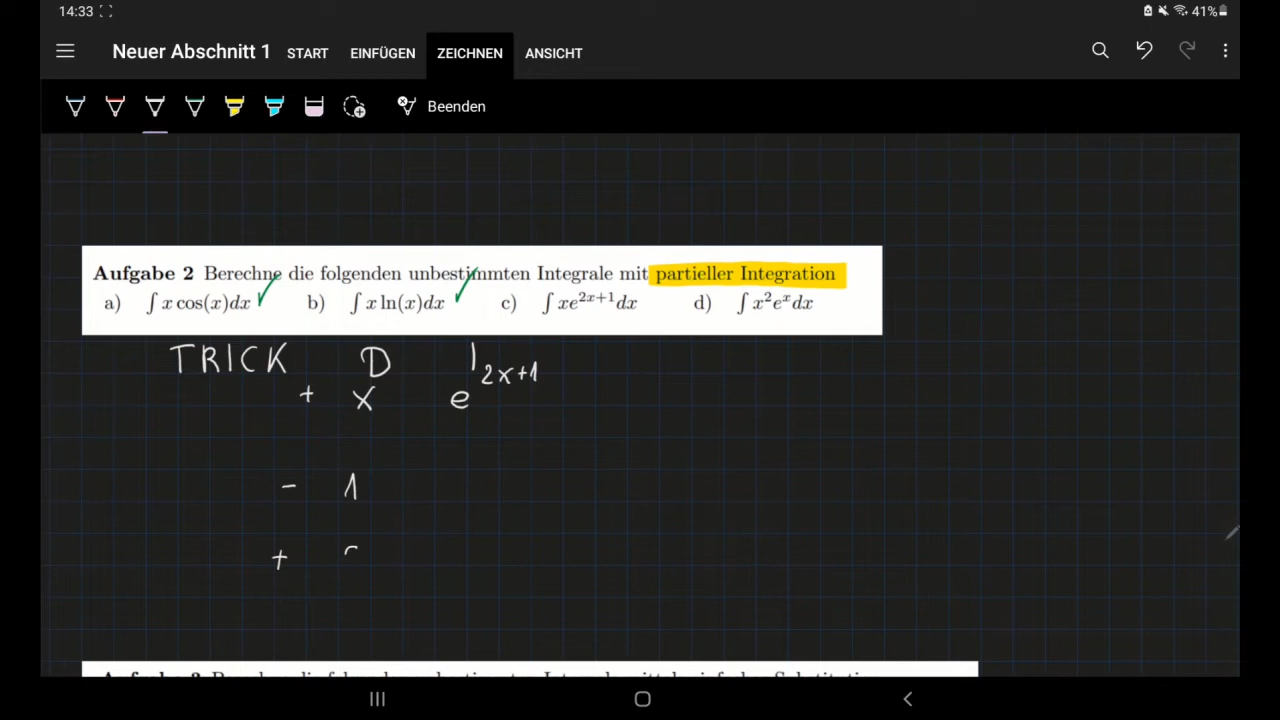 14:33 41%
Neuer Abschnitt 1 START EINFÜGEN ZEICHNEN ANSICHT
Beenden
Aufgabe 2 Berechne die folgenden unbestimmten Integrale mit partieller Integration
a) ∫ x cos(x)dx ✓ b) ∫ x ln(x)dx ✓ c) ∫ xe^{2x+1}dx d) ∫ x²e^x dx
TRICK D I
+ x e^{2x+1}
- 1
+